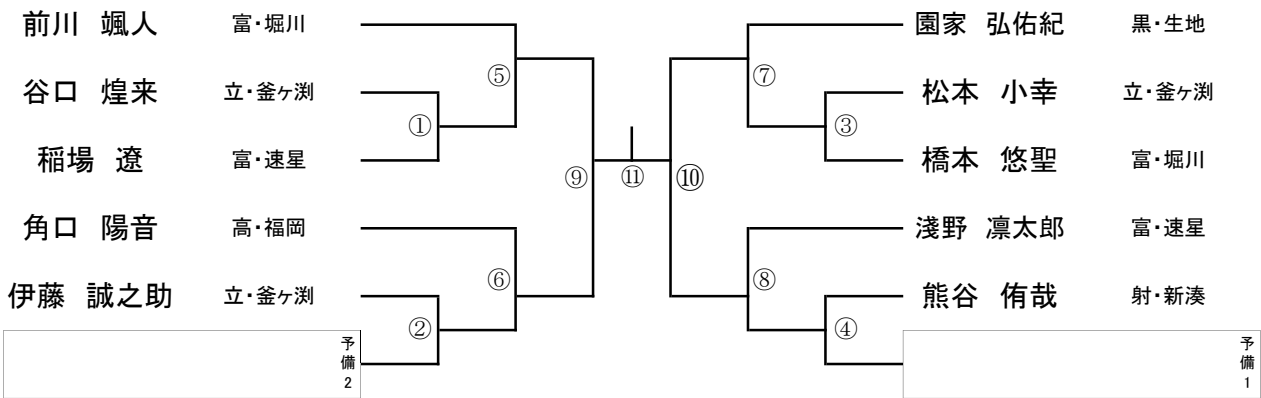 前川 颯人 富・堀川
谷口 煌来 立・釜ヶ渕
稲場 遼 富・速星
角口 陽音 高・福岡
伊藤 誠之助 立・釜ヶ渕
予備2
⑤
①
⑨
⑥
②
⑪
⑦
③
⑩
⑧
④
園家 弘佑紀 黒・生地
松本 小幸 立・釜ヶ渕
橋本 悠聖 富・堀川
淺野 凛太郎 富・速星
熊谷 侑哉 射・新湊
予備1